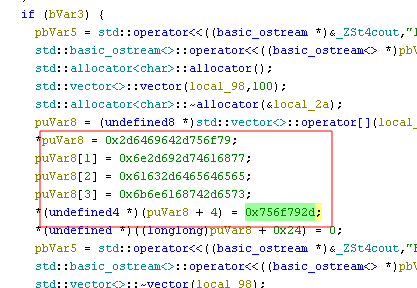 if (bVar3) {
pbVar5 = std::operator<<((basic_ostream *)&_ZSt4cout,"
std::basic_ostream<>::operator<<((basic_ostream<> *)pbV
std::allocator<char>::allocator();
std::vector<>::vector(local_98,100);
std::allocator<char>::~allocator(&local_2a);
puVar8 = (undefined8 *)std::vector<>::operator[](local_
*puVar8 = 0x2d6469642d756f79;
puVar8[1] = 0x6e2d692d74616877;
puVar8[2] = 0x61632d6465646565;
puVar8[3] = 0x6b6e6168742d6573;
*(undefined4 *)(puVar8 + 4) = 0x756f792d;
*(undefined *)((longlong)puVar8 + 0x24) = 0;
pbVar5 = std::operator<<((basic_ostream *)&_ZSt4cout,"
std::basic_ostream<>::operator<<((basic_ostream<> *)pbV
std::vector<>::~vector(local_98);